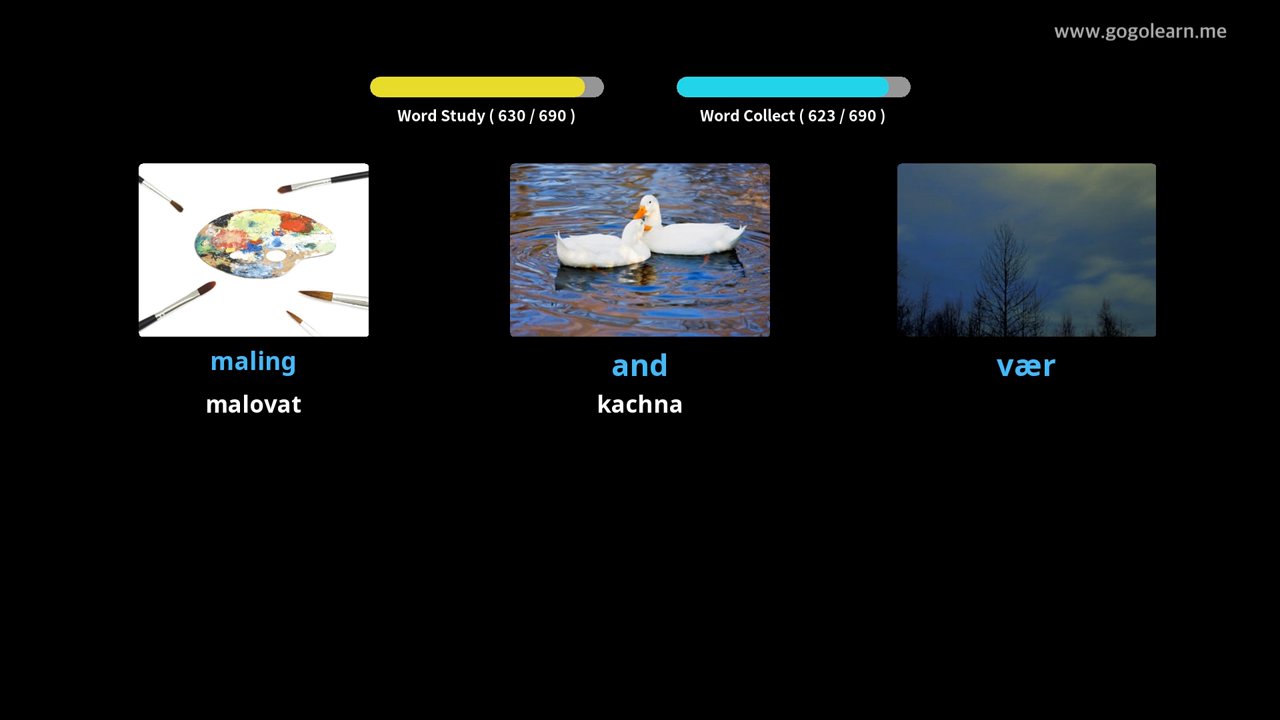 www.gogolearn.me
Word Study ( 630 / 690 )
Word Collect ( 623 / 690 )
maling
and
vær
malovat
kachna